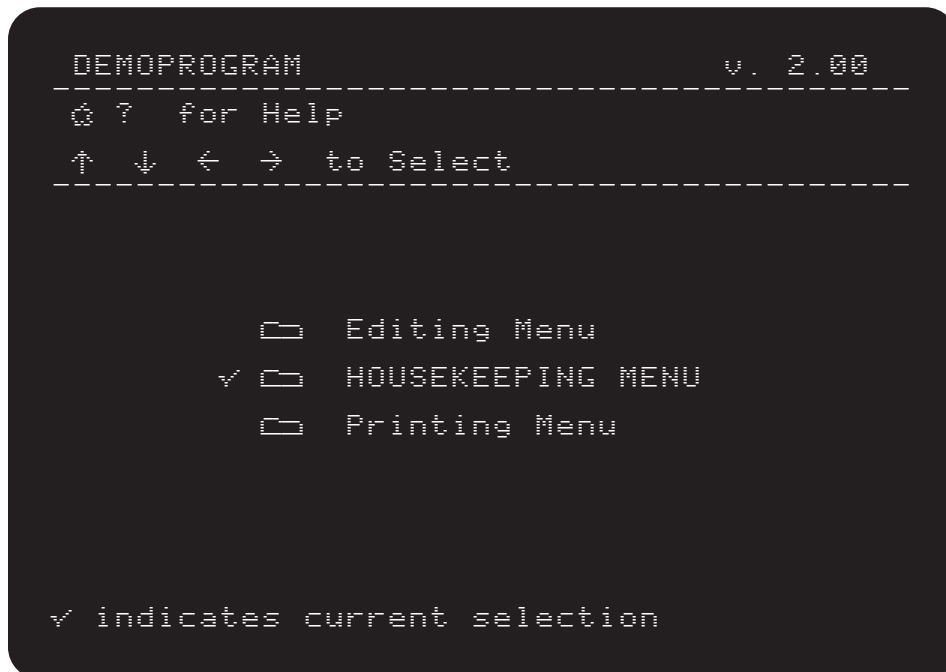 DEMOPROGRAM v. 2.00
? for Help
↑ ↓ ← → to Select
Editing Menu
✓ HOUSEKEEPING MENU
Printing Menu
✓ indicates current selection